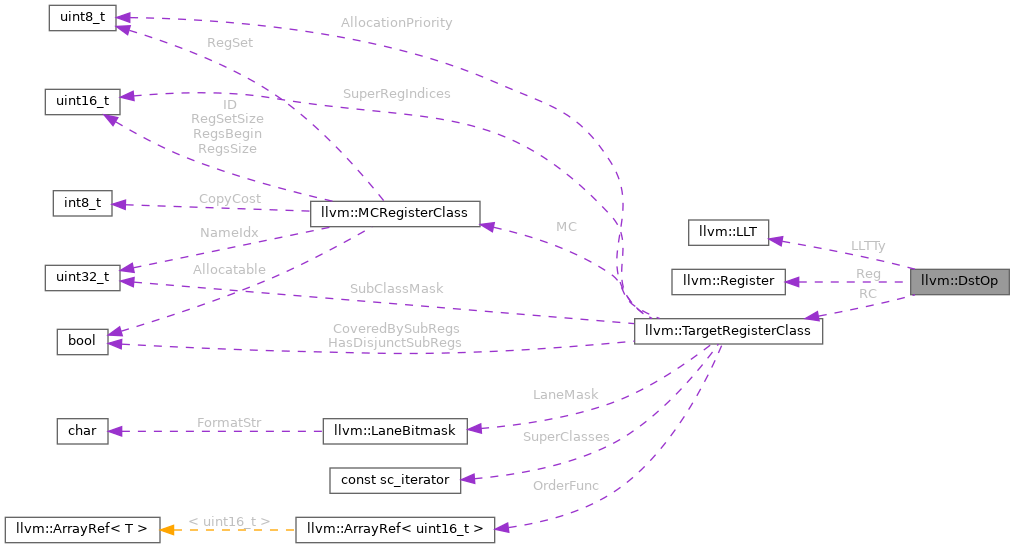 uint8_t
AllocationPriority
RegSet
uint16_t
SuperRegIndices
ID
RegSetSize
RegsBegin
RegsSize
int8_t
CopyCost
llvm::MCRegisterClass
MC
llvm::LLT
LLTTy
NameIdx
Allocatable
uint32_t
SubClassMask
llvm::Register
Reg
RC
llvm::DstOp
bool
CoveredBySubRegs
HasDisjunctSubRegs
llvm::TargetRegisterClass
LaneMask
char
FormatStr
llvm::LaneBitmask
SuperClasses
const sc_iterator
OrderFunc
llvm::ArrayRef< T >
< uint16_t >
llvm::ArrayRef< uint16_t >